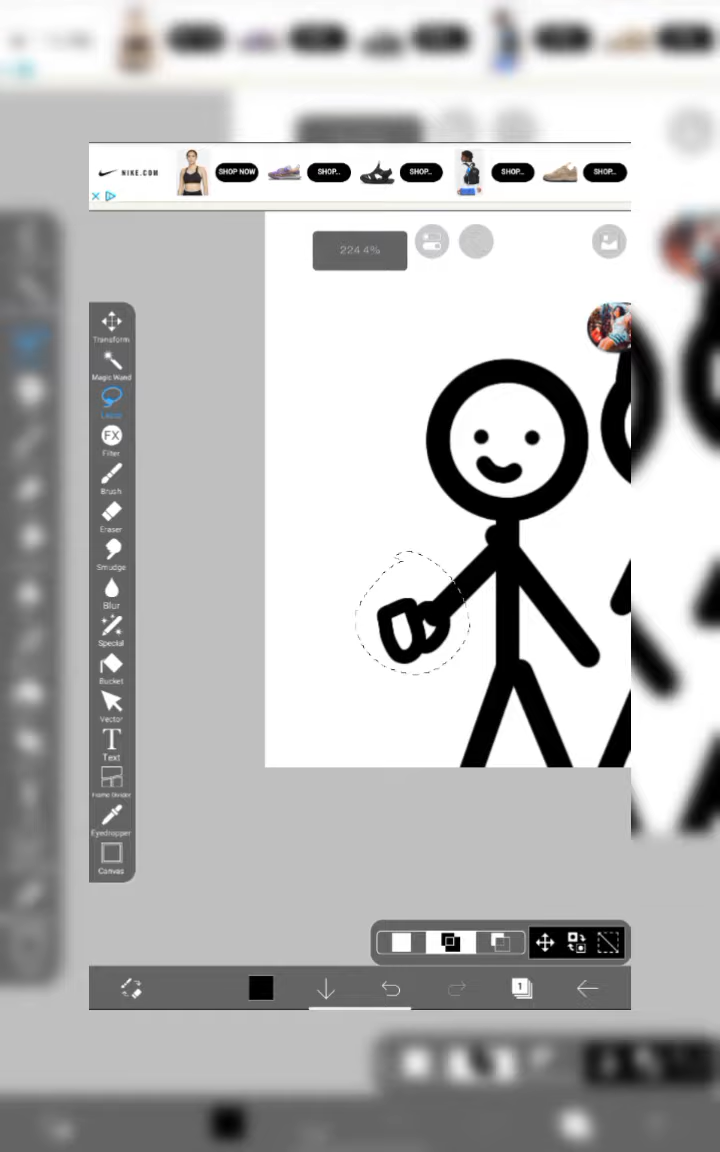 NIKE.COM
SHOP NOW
SHOP...
SHOP...
SHOP...
SHOP...
224.4%
Transform
Magic Wand
Lasso
FX
Filter
Brush
Eraser
Smudge
Blur
Special
Bucket
Vector
T
Text
Frame Divider
Eyedropper
Canvas
1